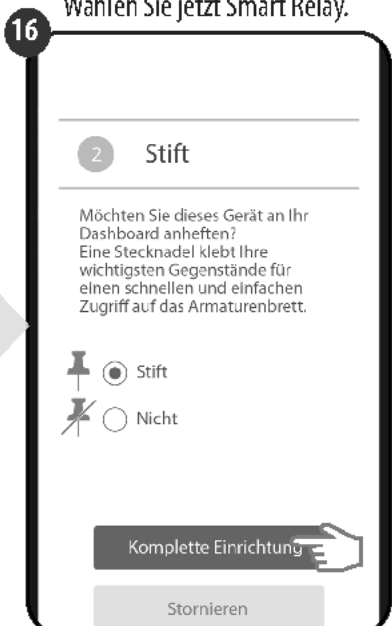 Wählen Sie jetzt Smart Relay.
16
2 Stift
Möchten Sie dieses Gerät an Ihr
Dashboard anheften?
Eine Stecknadel klebt Ihre
wichtigsten Gegenstände für
einen schnellen und einfachen
Zugriff auf das Armaturenbrett.
Stift
Nicht
Komplette Einrichtung
Stornieren